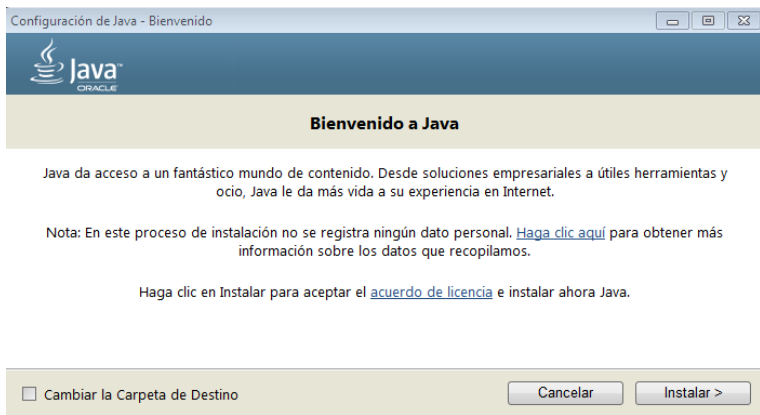 Configuración de Java - Bienvenido
Java™
ORACLE
Bienvenido a Java
Java da acceso a un fantástico mundo de contenido. Desde soluciones empresariales a útiles herramientas y
ocio, Java le da más vida a su experiencia en Internet.
Nota: En este proceso de instalación no se registra ningún dato personal. Haga clic aquí para obtener más
información sobre los datos que recopilamos.
Haga clic en Instalar para aceptar el acuerdo de licencia e instalar ahora Java.
Cambiar la Carpeta de Destino
Cancelar
Instalar >